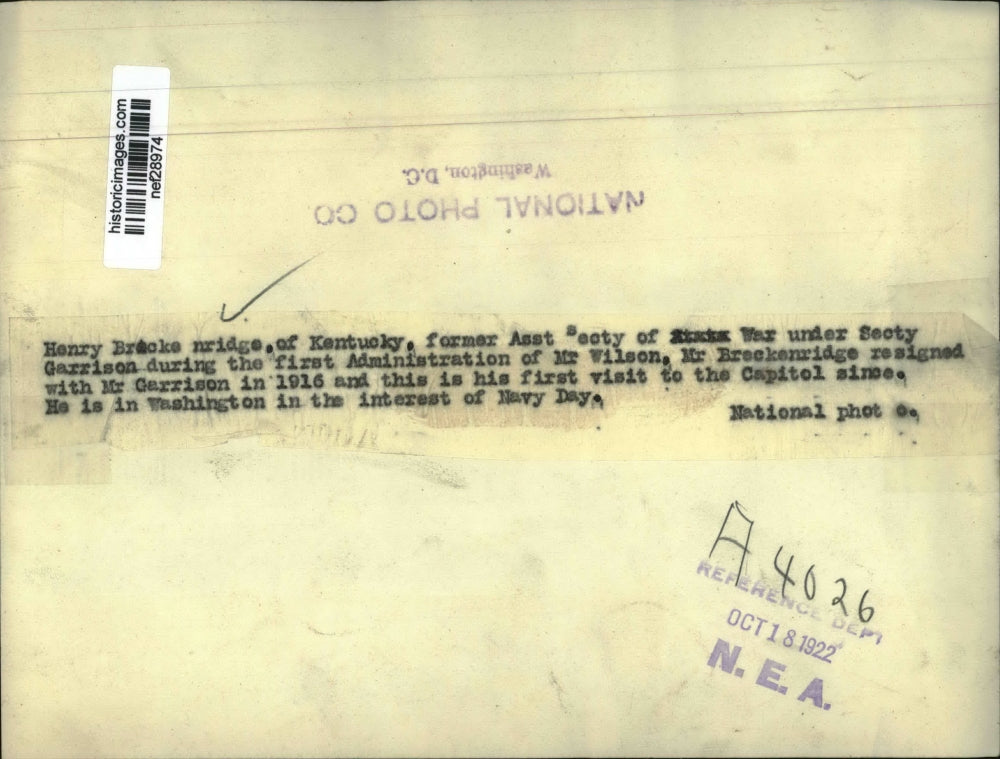 historicimages.com
nef28974
Washington, D.C.
NATIONAL PHOTO CO
Henry Bracke nridge,of Kentucky, former Asst Secty of War under Secty
Garrison during the first Administration of Mr Wilson, Mr Breckenridge resigned
with Mr Garrison in 1916 and this is his first visit to the Capitol since.
He is in Washington in the interest of Navy Day.
National phot o.
A 4026
REFERENCE DEPT
OCT 18 1922
N. E. A.